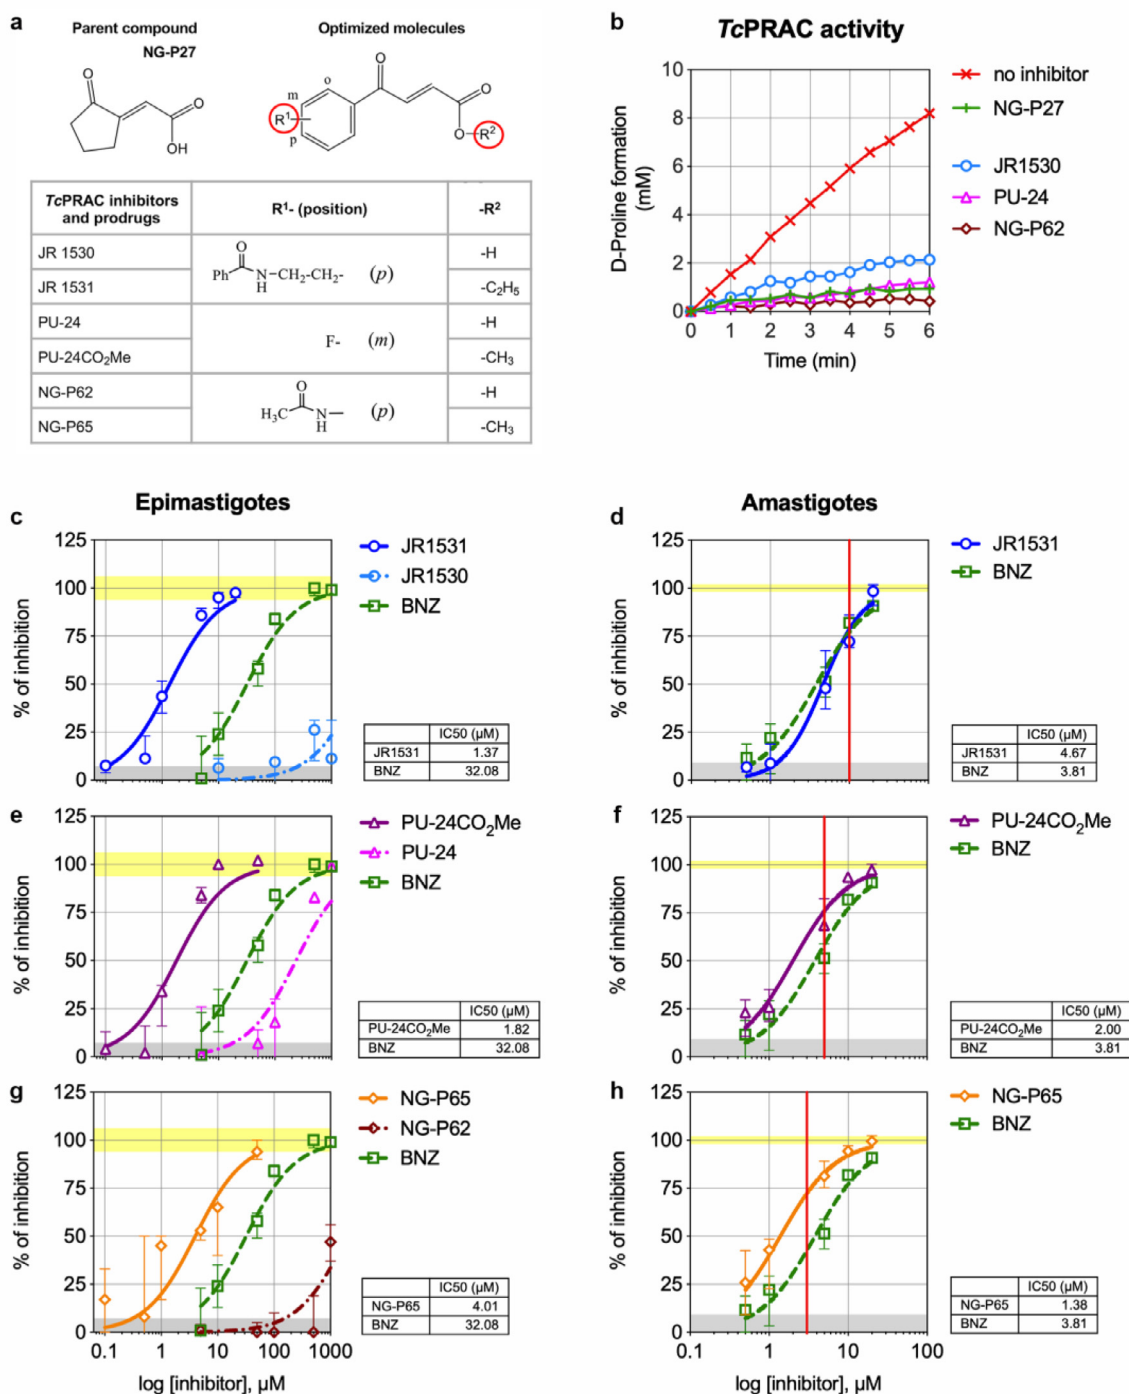 a
Parent compound
NG-P27
Optimized molecules
O
O
OH
O
o
m
R¹
p
O
O
R²
TcPRAC inhibitors and prodrugs
R¹- (position)
-R²
JR 1530
-H
JR 1531
-C₂H₅
O
Ph
N
H
CH₂-CH₂-
(p)
PU-24
-H
PU-24CO₂Me
-CH₃
F-
(m)
NG-P62
-H
NG-P65
-CH₃
O
H₃C
N
H
(p)
b
TcPRAC activity
D-Proline formation
(mM)
10
8
6
4
2
0
0
1
2
3
4
5
6
Time (min)
no inhibitor
NG-P27
JR1530
PU-24
NG-P62
c
Epimastigotes
% of inhibition
125
100
75
50
25
0
JR1531
JR1530
BNZ
IC50 (µM)
JR1531 1.37
BNZ 32.08
d
Amastigotes
% of inhibition
125
100
75
50
25
0
JR1531
BNZ
IC50 (µM)
JR1531 4.67
BNZ 3.81
e
% of inhibition
125
100
75
50
25
0
PU-24CO₂Me
PU-24
BNZ
IC50 (µM)
PU-24CO₂Me 1.82
BNZ 32.08
f
% of inhibition
125
100
75
50
25
0
PU-24CO₂Me
BNZ
IC50 (µM)
PU-24CO₂Me 2.00
BNZ 3.81
g
% of inhibition
125
100
75
50
25
0
0.1
1
10
100
1000
log [inhibitor], µM
NG-P65
NG-P62
BNZ
IC50 (µM)
NG-P65 4.01
BNZ 32.08
h
% of inhibition
125
100
75
50
25
0
0.1
1
10
100
log [inhibitor], µM
NG-P65
BNZ
IC50 (µM)
NG-P65 1.38
BNZ 3.81